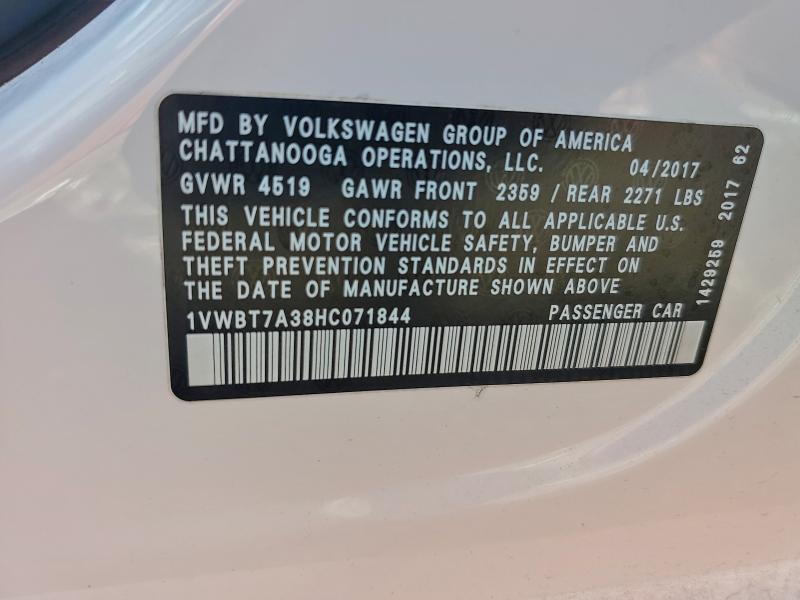 MFD BY VOLKSWAGEN GROUP OF AMERICA
CHATTANOOGA OPERATIONS, LLC. 04/2017
GVWR 4519 GAWR FRONT 2359 / REAR 2271 LBS
THIS VEHICLE CONFORMS TO ALL APPLICABLE U.S.
FEDERAL MOTOR VEHICLE SAFETY, BUMPER AND
THEFT PREVENTION STANDARDS IN EFFECT ON
THE DATE OF MANUFACTURE SHOWN ABOVE
1VWBT7A38HC071844 PASSENGER CAR
1429259 2017 62